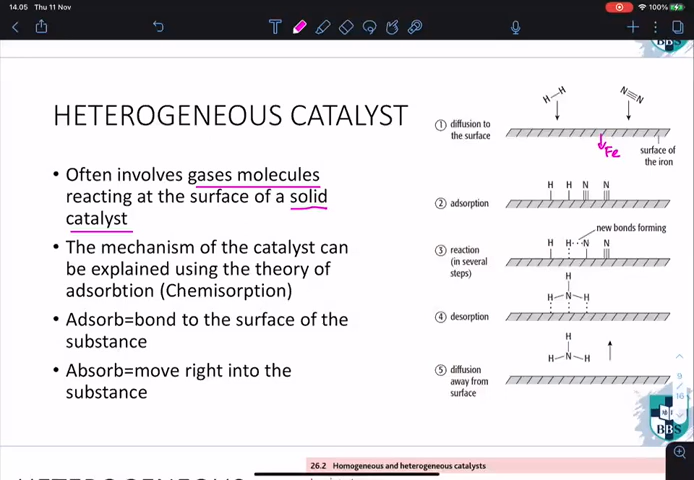 14.05 Thu 11 Nov
100%
BBS
HETEROGENEOUS CATALYST
• Often involves gases molecules
reacting at the surface of a solid
catalyst
• The mechanism of the catalyst can
be explained using the theory of
adsorbtion (Chemisorption)
• Adsorb=bond to the surface of the
substance
• Absorb=move right into the
substance
H—H
N≡N
1 diffusion to
the surface
Fe
surface of
the iron
H H N N
2 adsorption
new bonds forming
H H···N N
3 reaction
(in several
steps)
H
H—N—H
4 desorption
H
H—N—H
5 diffusion
away from
surface
9
/
16
BBS
26.2 Homogeneous and heterogeneous catalysts